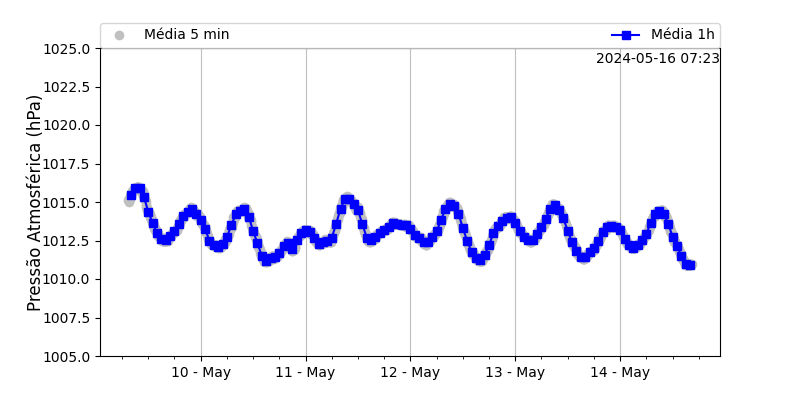 Média 5 min
Média 1h
2024-05-16 07:23
Pressão Atmosférica (hPa)
1025.0
1022.5
1020.0
1017.5
1015.0
1012.5
1010.0
1007.5
1005.0
10 - May
11 - May
12 - May
13 - May
14 - May